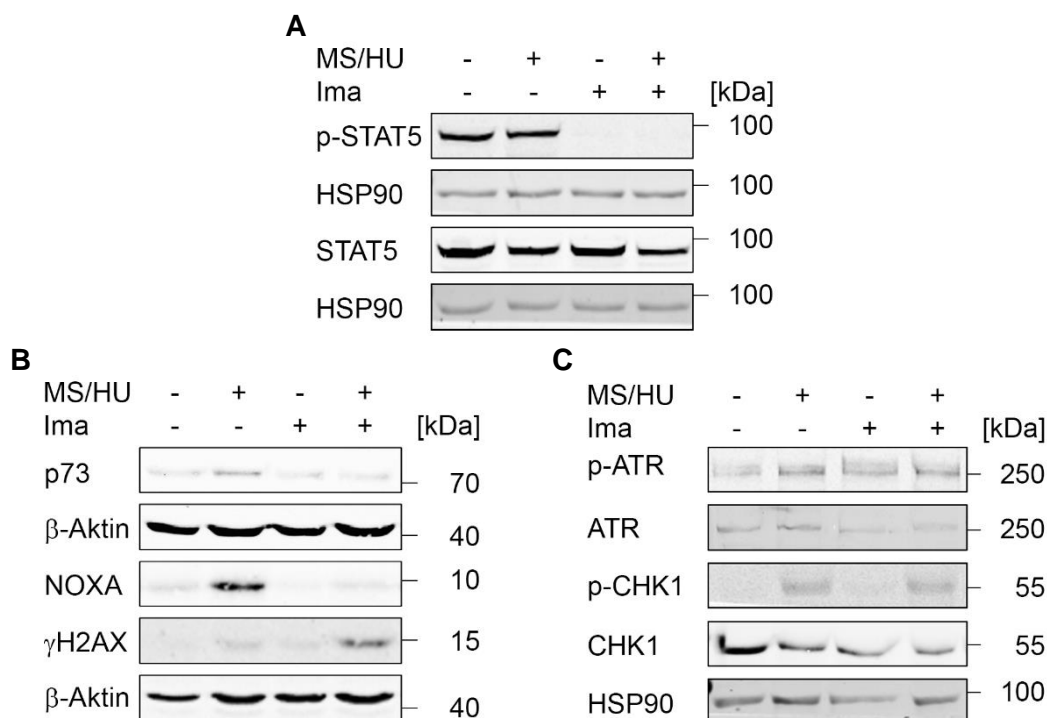 A
MS/HU - + - +
Ima - - + + [kDa]
p-STAT5 100
HSP90 100
STAT5 100
HSP90 100
B
MS/HU - + - +
Ima - - + + [kDa]
p73 70
β-Aktin 40
NOXA 10
γH2AX 15
β-Aktin 40
C
MS/HU - + - +
Ima - - + + [kDa]
p-ATR 250
ATR 250
p-CHK1 55
CHK1 55
HSP90 100